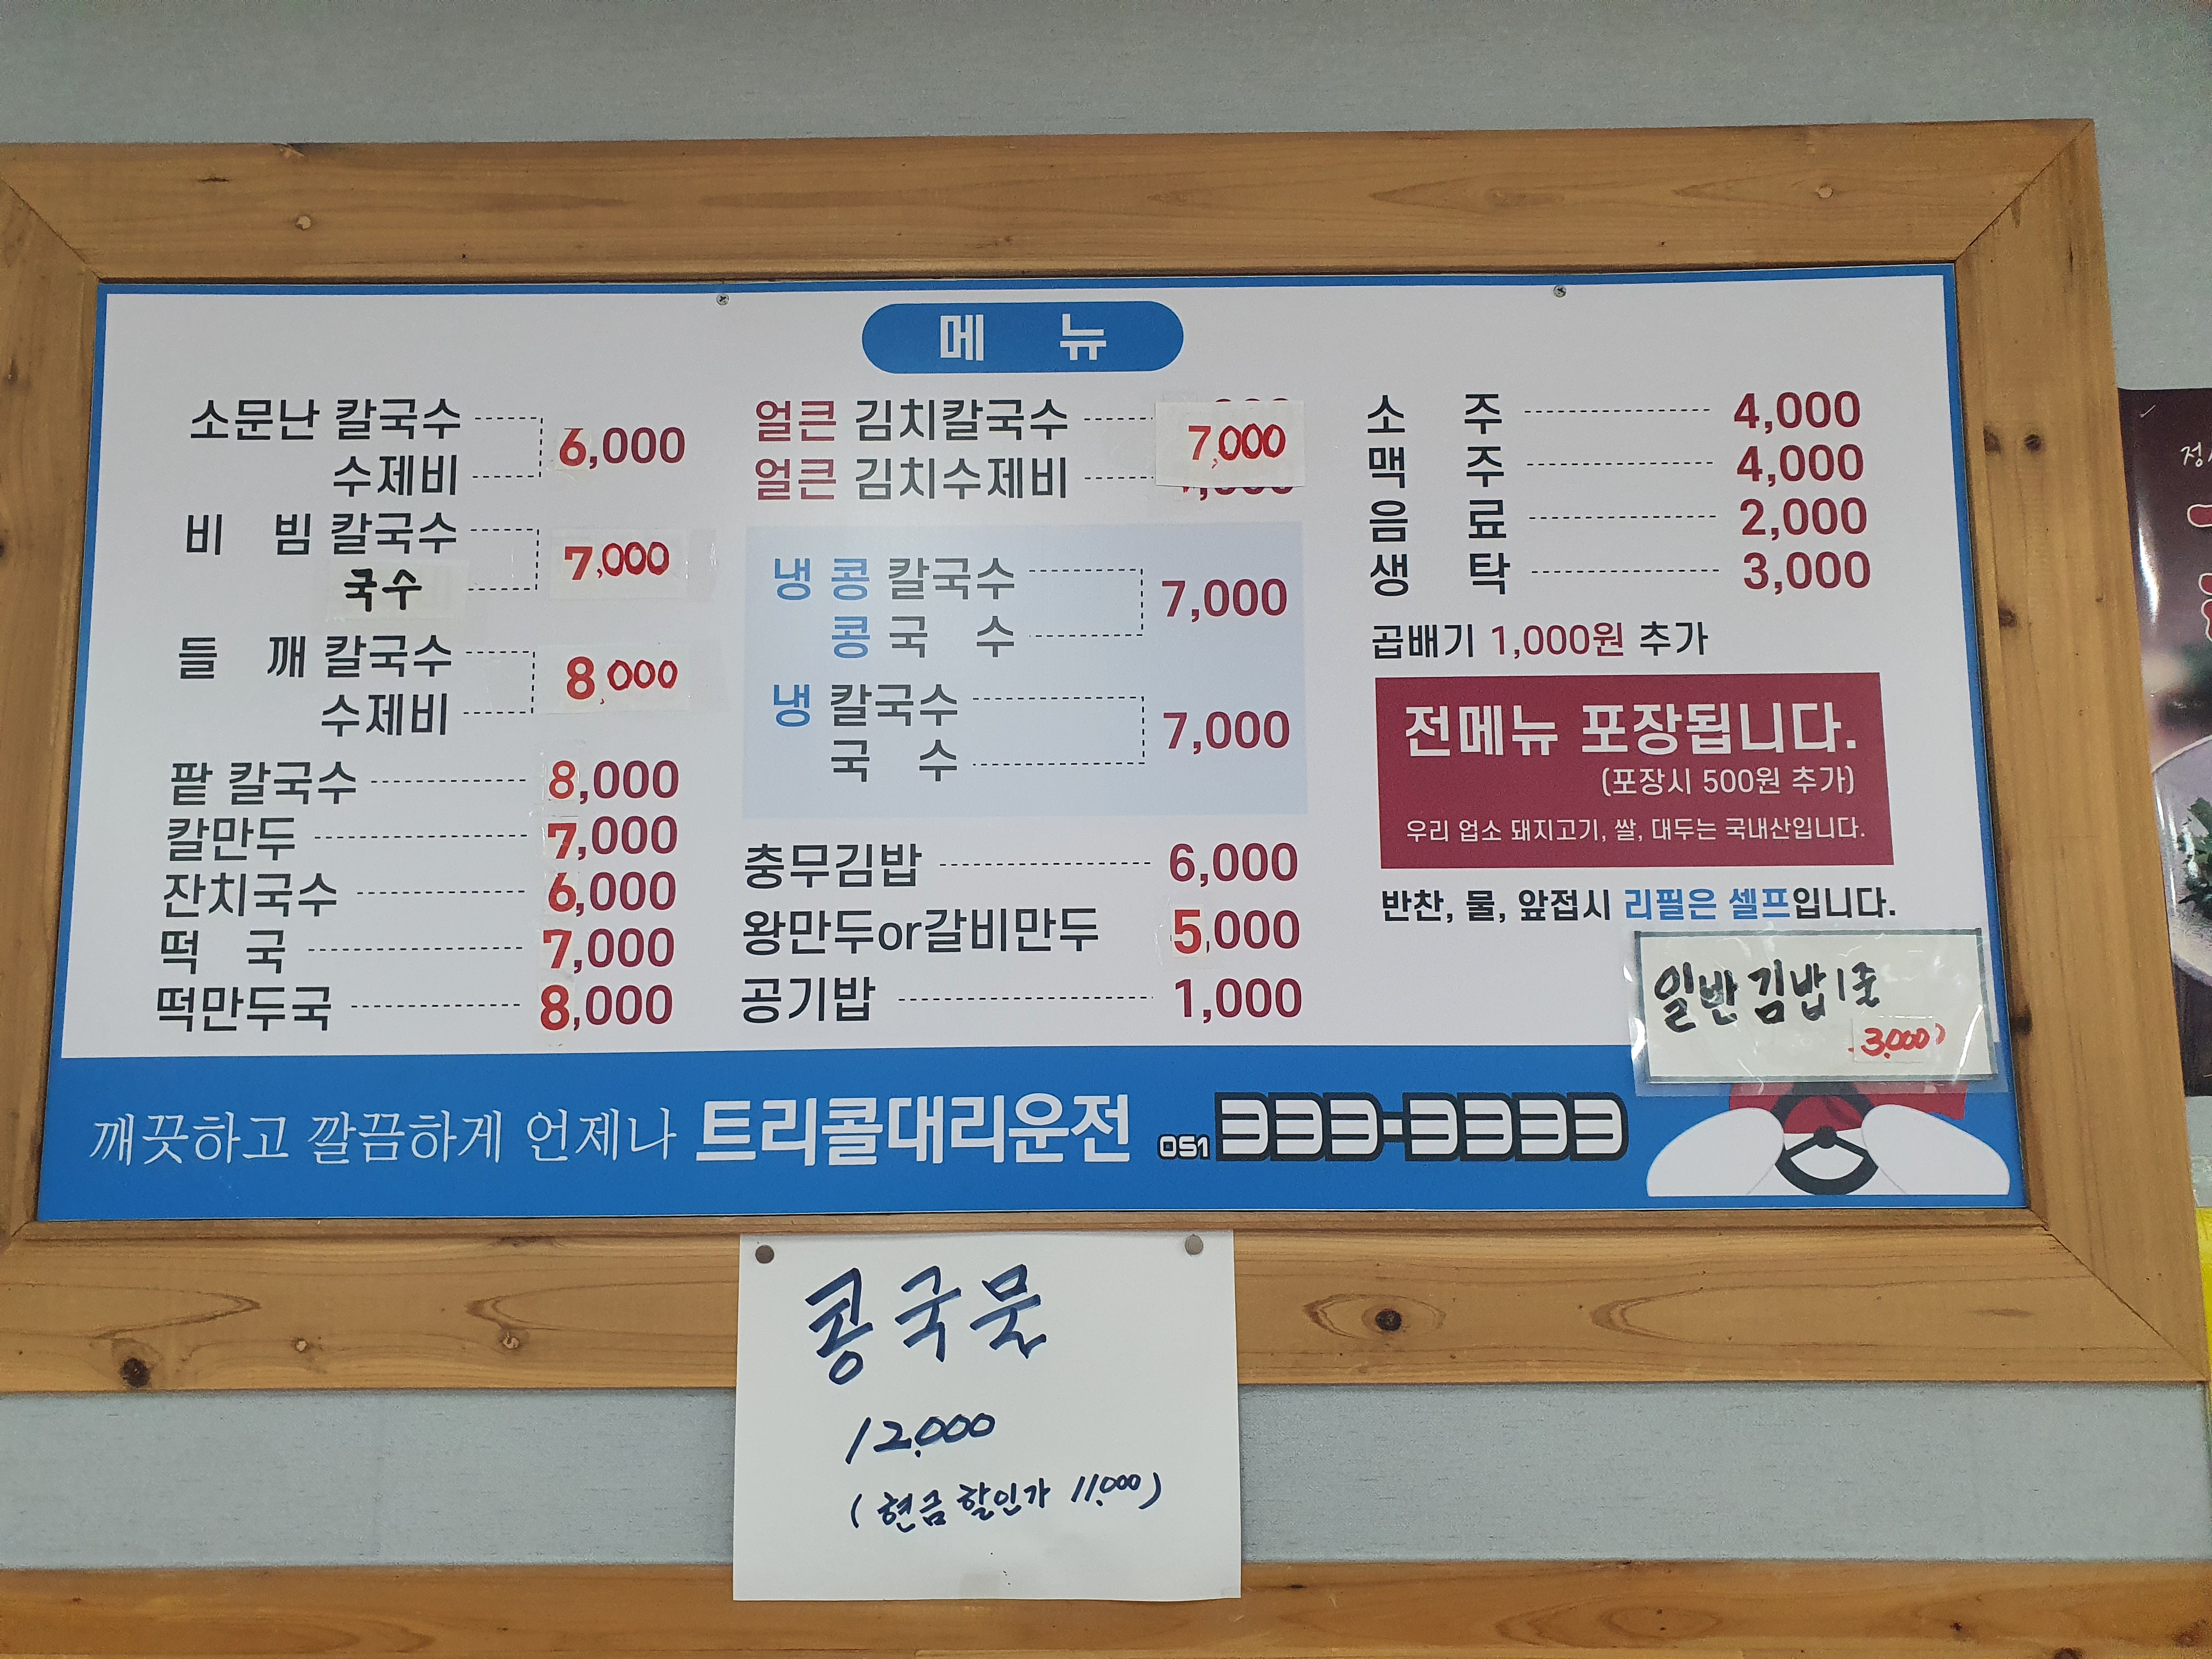 메 뉴
소문난 칼국수
수제비
6,000
비 빔 칼국수
국수
7,000
들 깨 칼국수
수제비
8,000
팥 칼국수 8,000
칼만두 7,000
잔치국수 6,000
떡 국 7,000
떡만두국 8,000
얼큰 김치칼국수
얼큰 김치수제비
7,000
냉 콩 칼국수
콩 국 수
7,000
냉 칼국수
국 수
7,000
충무김밥 6,000
왕만두or갈비만두 5,000
공기밥 1,000
소 주 4,000
맥 주 4,000
음 료 2,000
생 탁 3,000
곱배기 1,000원 추가
전메뉴 포장됩니다.
(포장시 500원 추가)
우리 업소 돼지고기, 쌀, 대두는 국내산입니다.
반찬, 물, 앞접시 리필은 셀프입니다.
일반김밥1줄
3,000
깨끗하고 깔끔하게 언제나 트리콜대리운전 051 333-3333
콩국물
12,000
(현금할인가 11,000)